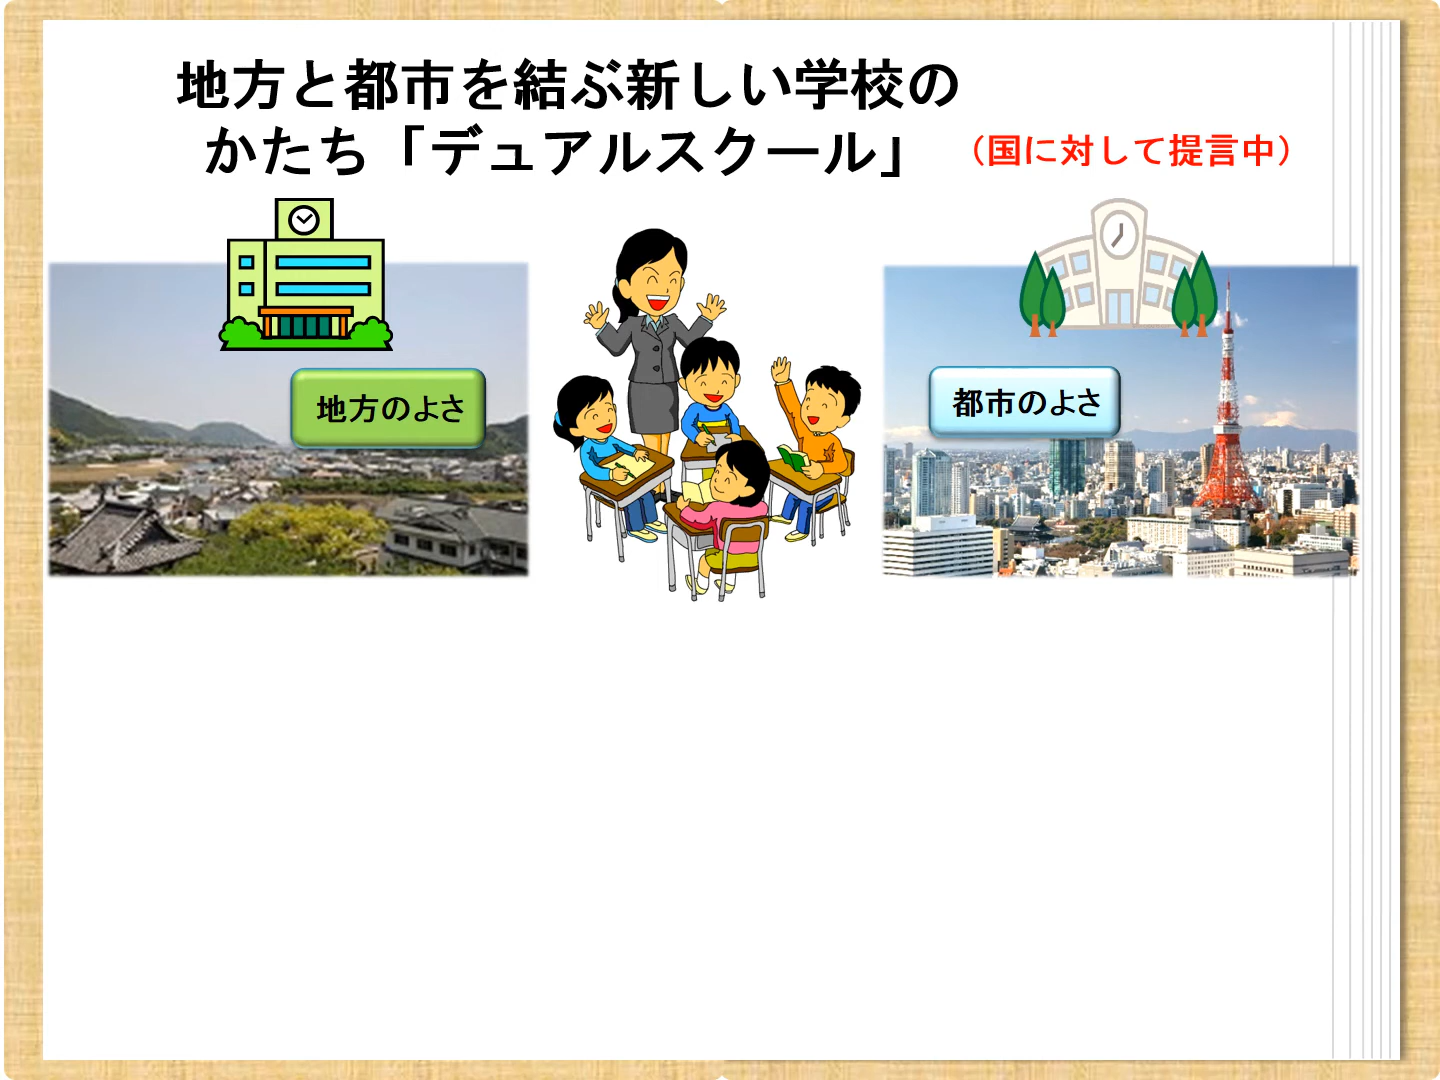 地方と都市を結ぶ新しい学校の
かたち「デュアルスクール」
（国に対して提言中）
地方のよさ
都市のよさ